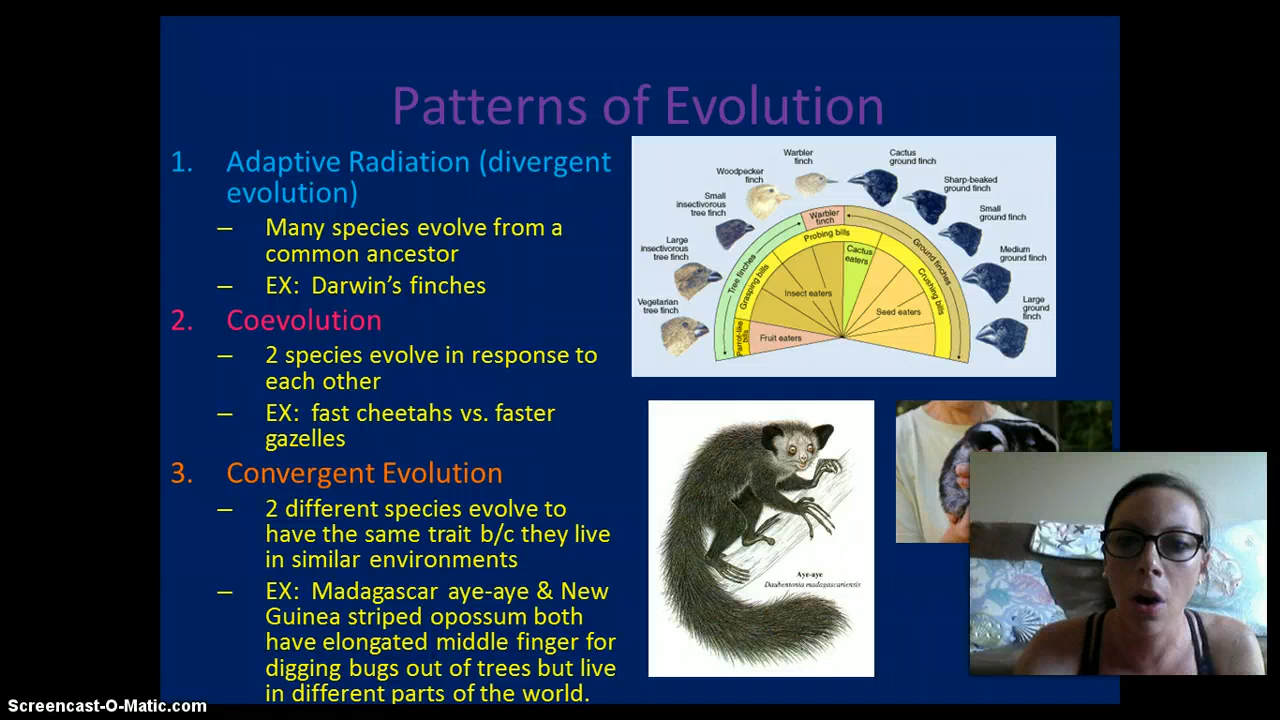 Patterns of Evolution
1. Adaptive Radiation (divergent
evolution)
– Many species evolve from a
common ancestor
– EX: Darwin's finches
2. Coevolution
– 2 species evolve in response to
each other
– EX: fast cheetahs vs. faster
gazelles
3. Convergent Evolution
– 2 different species evolve to
have the same trait b/c they live
in similar environments
– EX: Madagascar aye-aye & New
Guinea striped opossum both
have elongated middle finger for
digging bugs out of trees but live
in different parts of the world.
Vegetarian
tree finch
Large
insectivorous
tree finch
Small
insectivorous
tree finch
Woodpecker
finch
Warbler
finch
Cactus
ground finch
Sharp-beaked
ground finch
Small
ground finch
Medium
ground finch
Large
ground
finch
Tree finches
Warbler
finch
Ground finches
Parrot-like
bills
Grasping bills
Probing bills
Crushing bills
Fruit eaters
Insect eaters
Cactus
eaters
Seed eaters
Aye-aye
Daubentonia madagascariensis
Screencast-O-Matic.com